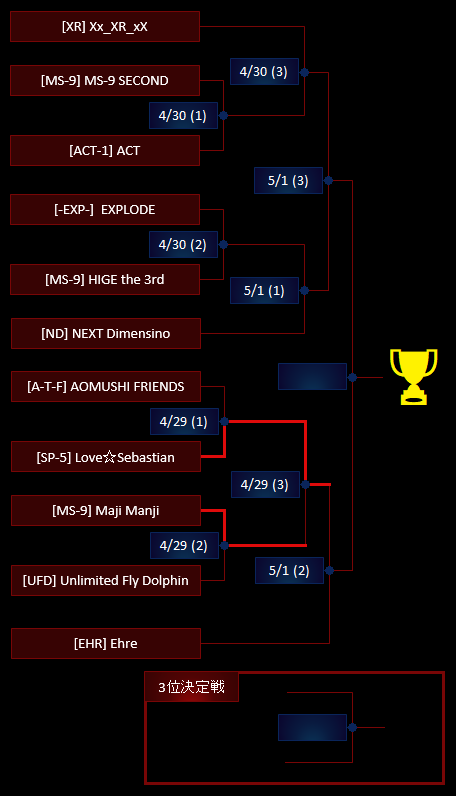 [XR] Xx_XR_xX
4/30 (3)
[MS-9] MS-9 SECOND
4/30 (1)
[ACT-1] ACT
5/1 (3)
[-EXP-] EXPLODE
4/30 (2)
[MS-9] HIGE the 3rd
5/1 (1)
[ND] NEXT Dimensino
[A-T-F] AOMUSHI FRIENDS
4/29 (1)
[SP-5] Love☆Sebastian
4/29 (3)
[MS-9] Maji Manji
4/29 (2)
5/1 (2)
[UFD] Unlimited Fly Dolphin
[EHR] Ehre
3位決定戦